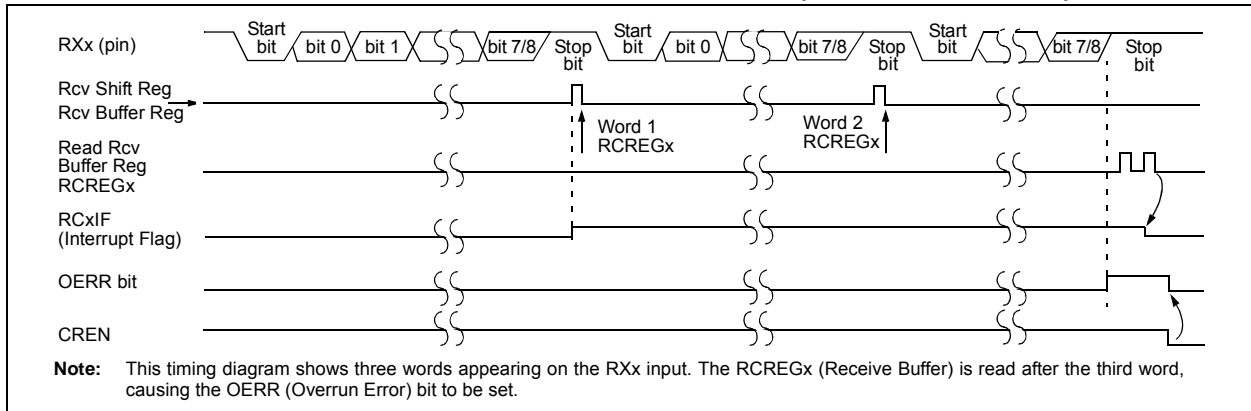 RXx (pin)
Start bit
bit 0
bit 1
bit 7/8
Stop bit
Start bit
bit 0
bit 7/8
Stop bit
Start bit
bit 7/8
Stop bit
Rcv Shift Reg
Rcv Buffer Reg
Word 1
RCREGx
Word 2
RCREGx
Read Rcv
Buffer Reg
RCREGx
RCxIF
(Interrupt Flag)
OERR bit
CREN
Note: This timing diagram shows three words appearing on the RXx input. The RCREGx (Receive Buffer) is read after the third word,
causing the OERR (Overrun Error) bit to be set.